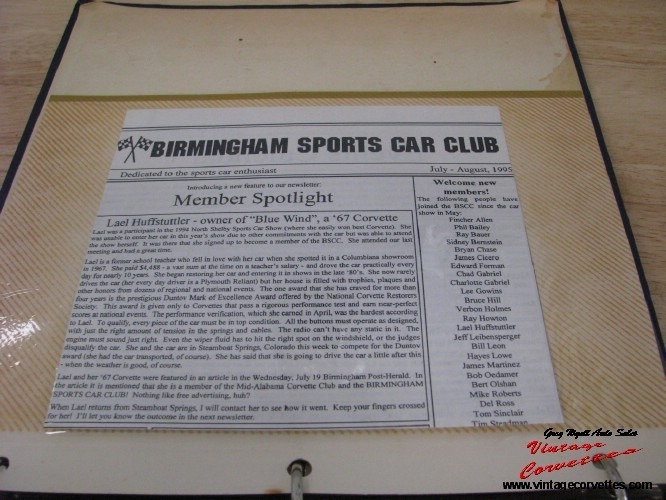 BIRMINGHAM SPORTS CAR CLUB
Dedicated to the sports car enthusiast July - August, 1995
Introducing a new feature to our newsletter:
Member Spotlight
Lael Huffstuttler - owner of "Blue Wind", a '67 Corvette
Lael was a participant in the 1994 North Shelby Sports Car Show (where she easily won best Corvette). She
was unable to enter her in this year's show due to other commitments with the car but was able to attend
the show herself. It was there that she signed up to become a member of the BSCC. She attended our last
meeting and had a great time.
Lael is a former school teacher who fell in love with her car when she spotted it in a Columbiana showroom
in 1967. She paid $4,488 - a vast sum at the time on a teacher's salary - and drove the car practically every
day for nearly 10 years. She began restoring her car and entering it in shows in the late '80's. She now rarely
drives the car (her every day driver is a Plymouth Reliant) but her house is filled with trophies, plaques and
other honors from dozens of regional and national events. The one award that she has craved for more than
four years is the prestigious Duntov Mark of Excellence Award offered by the National Corvette Restorers
Society. This award is given only to Corvettes that pass a rigorous performance test and earn near-perfect
scores at national events. The performance verification, which she earned in April, was the hardest according
to Lael. To qualify, every piece of the car must be in top condition. All the buttons must operate as designed,
with just the right amount of tension in the springs and cables. The radio can't have any static in it. The
engine must sound just right. Even the wiper fluid has to hit the right spot on the windshield, or the judges
disqualify the car. She and the car are in Steamboat Springs, Colorado this week to compete for the Duntov
award (she had the car transported, of course). She has said that she is going to drive the car a little after this
- when the weather is good, of course.
Lael and her '67 Corvette were featured in an article in the Wednesday, July 19 Birmingham Post-Herald. In
the article it is mentioned that she is a member of the Mid-Alabama Corvette Club and the BIRMINGHAM
SPORTS CAR CLUB! Nothing like free advertising, huh?
When Lael returns from Steamboat Springs, I will contact her to see how it went. Keep your fingers crossed
for her! I'll let you know the outcome in the next newsletter.
Welcome new
members!
The following people have
joined the BSCC since the car
show in May:
Fincher Allen
Phil Bailey
Ray Bauer
Sidney Bernstein
Bryan Chase
James Cicero
Edward Forman
Chad Gabriel
Charlotte Gabriel
Lee Gowins
Bruce Hill
Vernon Holmes
Ray Howton
Lael Huffstuttler
Jeff Leibensperger
Bill Leon
Hayes Lowe
James Martinez
Bob Oedamer
Bert Olshan
Mike Roberts
Del Ross
Tom Sinclair
Tim Steadman
Greg Wyatt Auto Sales
Vintage
Corvettes
www.vintagecorvettes.com